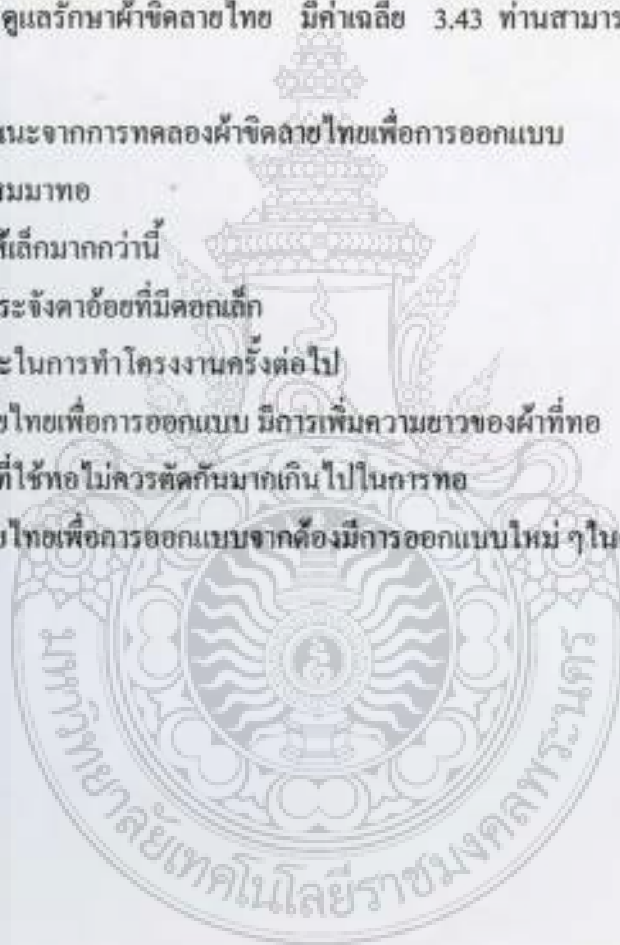 ดูแลรักษาผ้าขิดลายไทย มีค่าเฉลี่ย 3.43 ท่านสามาร
แนะจากการทดลองผ้าขิดลายไทยเพื่อการออกแบบ
สมมาทอ
ส้เล็กมากกว่านี้
ระจังตาอ้อยที่มีดอกเล็ก
ะในการทำโครงงานครั้งต่อไป
ยไทยเพื่อการออกแบบ มีการเพิ่มความยาวของผ้าที่ทอ
ที่ใช้ทอไม่ควรตัดกันมากเกินไปในการทอ
ยไทยเพื่อการออกแบบจากต้องมีการออกแบบใหม่ ๆใน
มหาวิทยาลัยเทคโนโลยีราชมงคลพระนคร